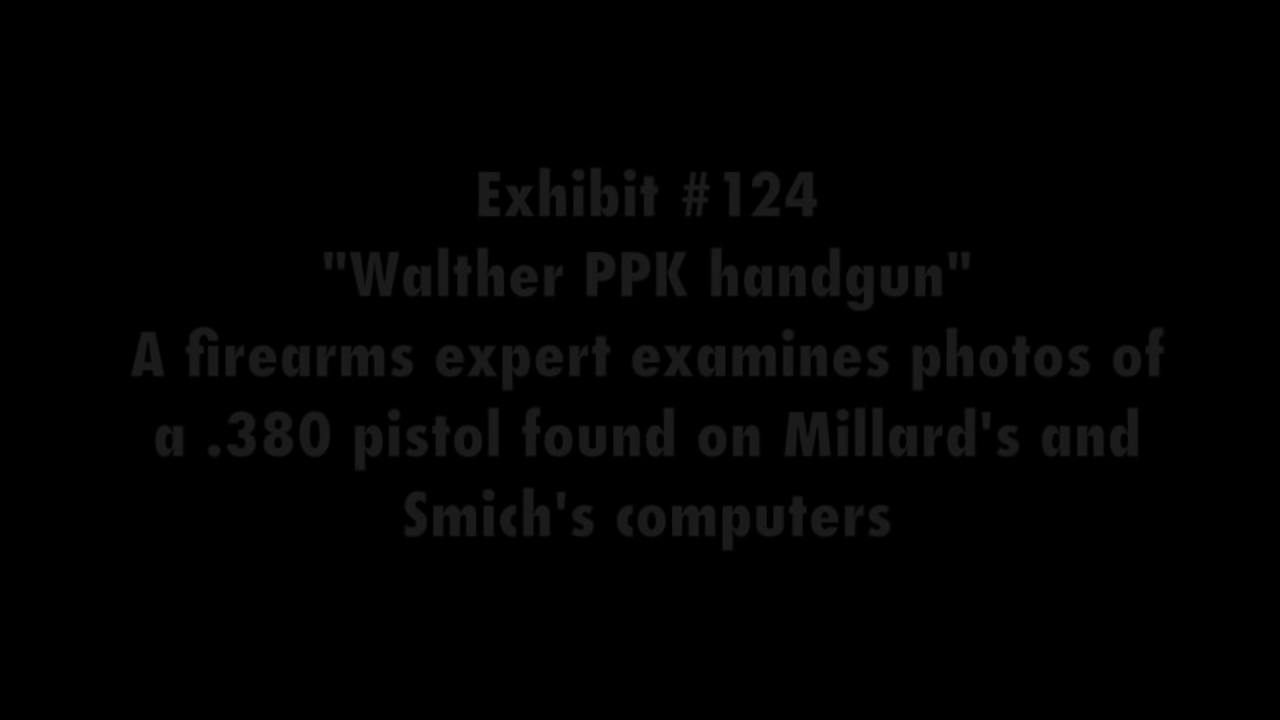 Exhibit #124
"Walther PPK handgun"
A firearms expert examines photos of
a .380 pistol found on Millard's and
Smich's computers